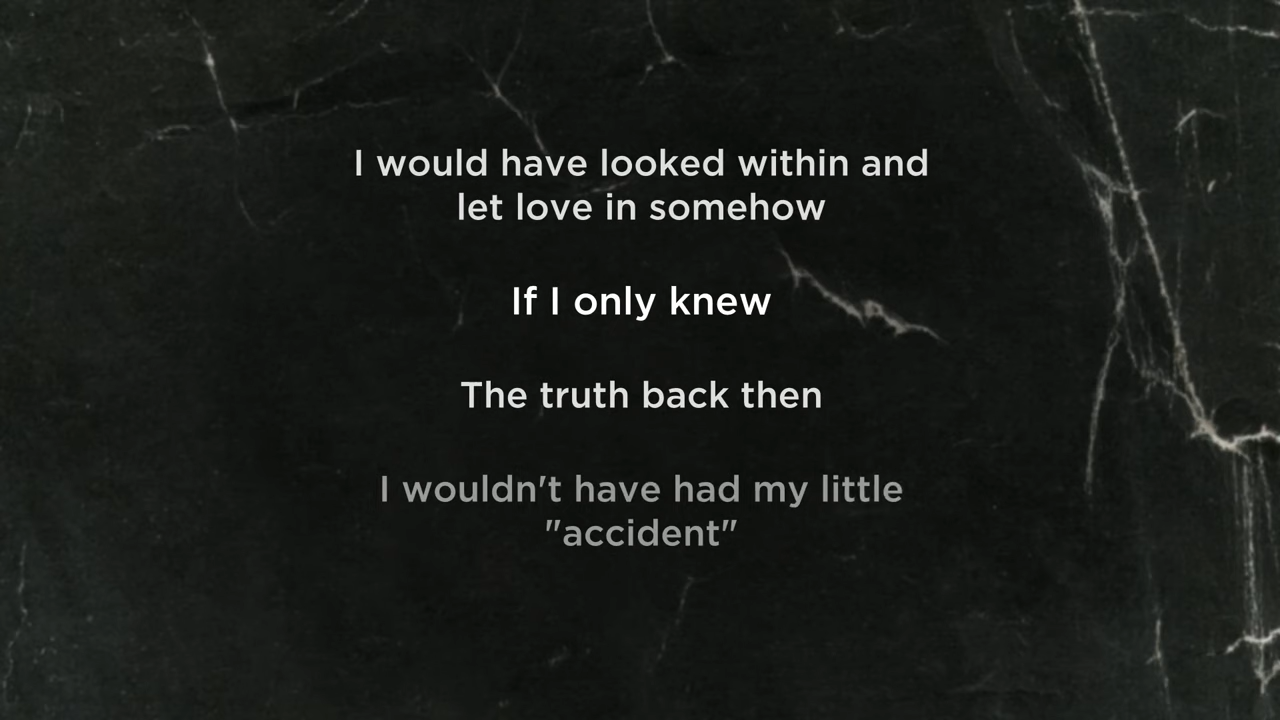 I would have looked within and
let love in somehow
If I only knew
The truth back then
I wouldn't have had my little
"accident"